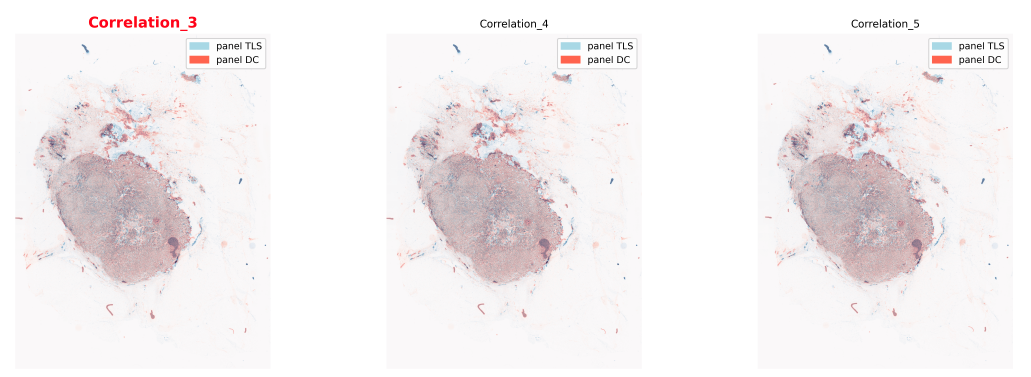 Correlation_3
panel TLS
panel DC
Correlation_4
panel TLS
panel DC
Correlation_5
panel TLS
panel DC